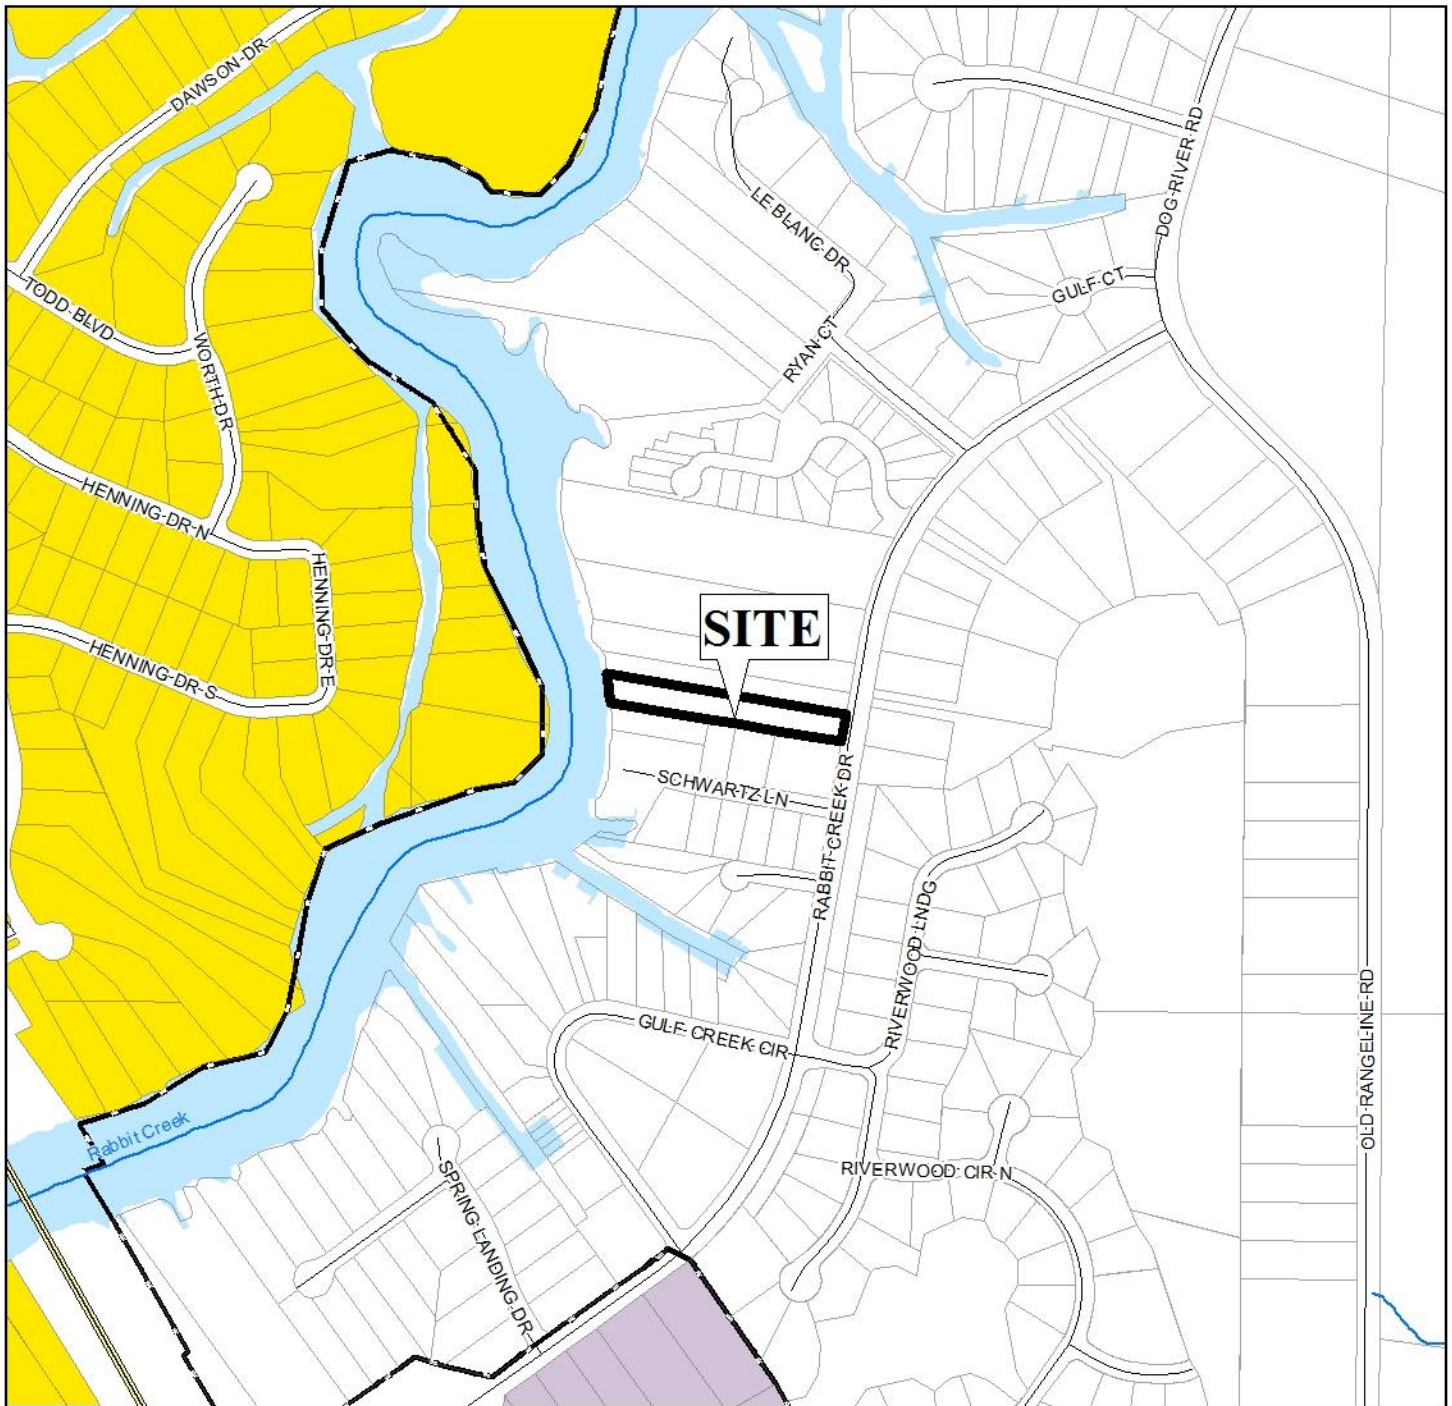 DAWSON DR
DOG RIVER RD
LE BLANC DR
GULF CT
TODD BLVD
RYAN CT
WORTH DR
HENNING DR N
HENNING DR E
SITE
HENNING DR S
SCHWARTZ LN
RABBIT CREEK DR
RIVERWOOD LNDG
GULF CREEK CIR
OLD RANGELINE RD
Rabbit Creek
RIVERWOOD CIR N
SPRING LANDING DR